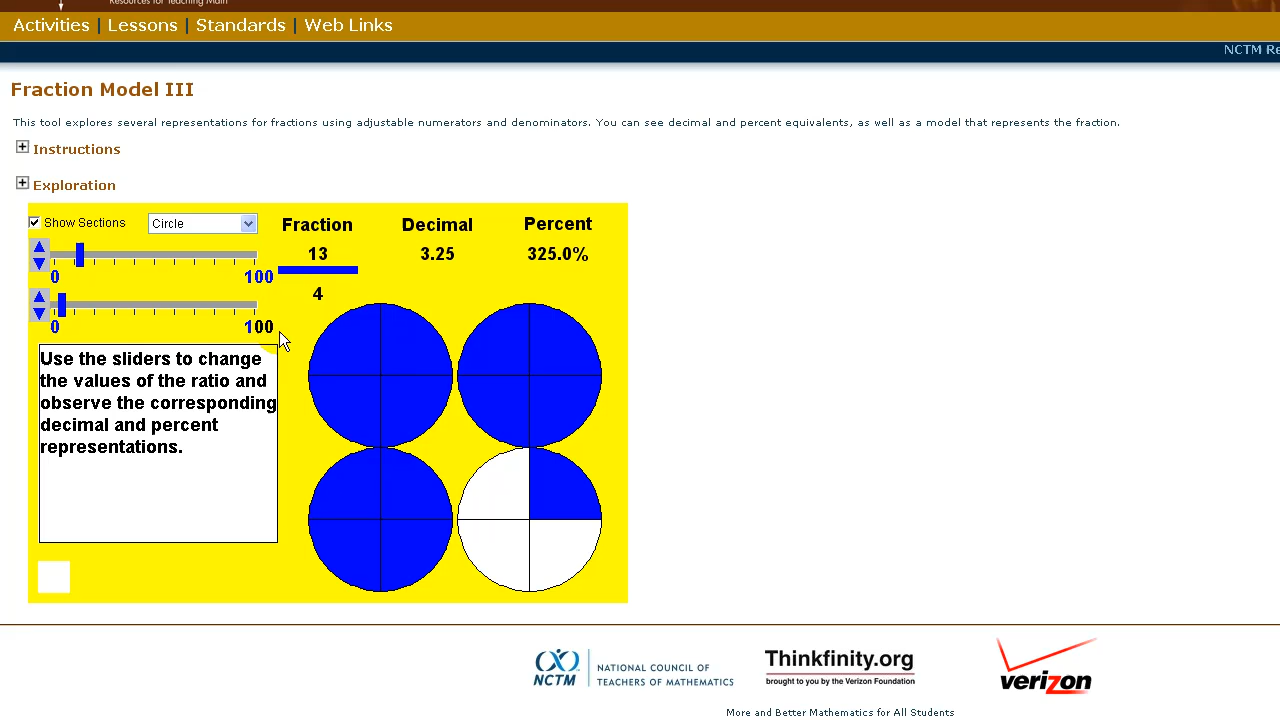 Resources for Teaching Math
Activities | Lessons | Standards | Web Links
NCTM Re
Fraction Model III
This tool explores several representations for fractions using adjustable numerators and denominators. You can see decimal and percent equivalents, as well as a model that represents the fraction.
Instructions
Exploration
Show Sections
Circle
Fraction Decimal Percent
13 3.25 325.0%
4
0 100
0 100
Use the sliders to change
the values of the ratio and
observe the corresponding
decimal and percent
representations.
NCTM
NATIONAL COUNCIL OF
TEACHERS OF MATHEMATICS
Thinkfinity.org
brought to you by the Verizon Foundation
verizon
More and Better Mathematics for All Students